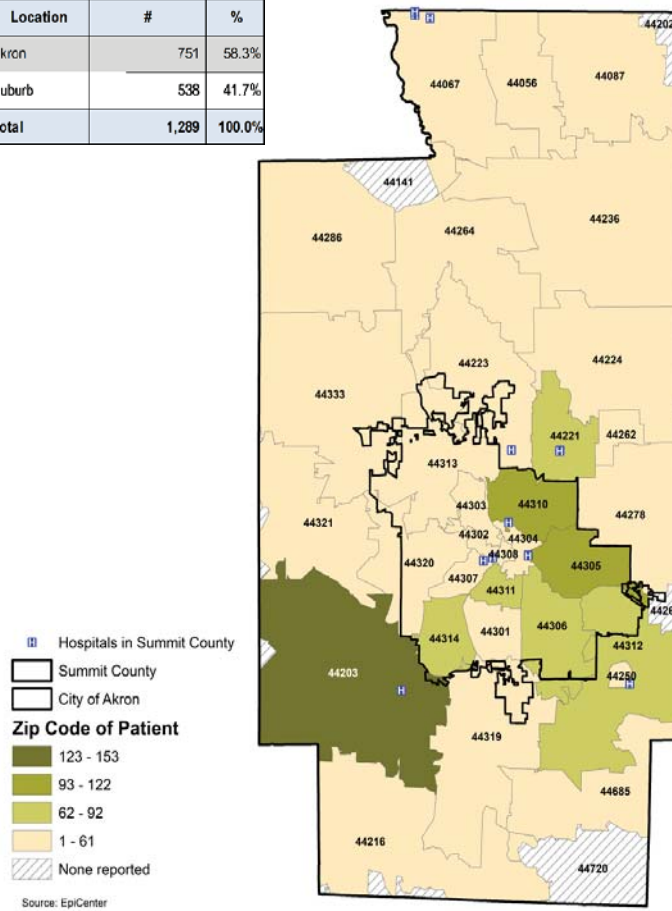 Location # %
kron 751 58.3%
uburb 538 41.7%
otal 1,289 100.0%
H
H
44202
44067
44056
44087
44141
44286
44264
44236
44223
44224
44333
44221
44262
H
H
44313
44303
44310
44278
44321
H
44302
44304
44320
44308
H
H
H
44305
44307
44311
4426
44314
44301
44306
44312
H Hospitals in Summit County
Summit County
City of Akron
44203
44250
H
H
Zip Code of Patient
123 - 153
93 - 122
62 - 92
1 - 61
None reported
44319
44685
44216
44720
Source: EpiCenter